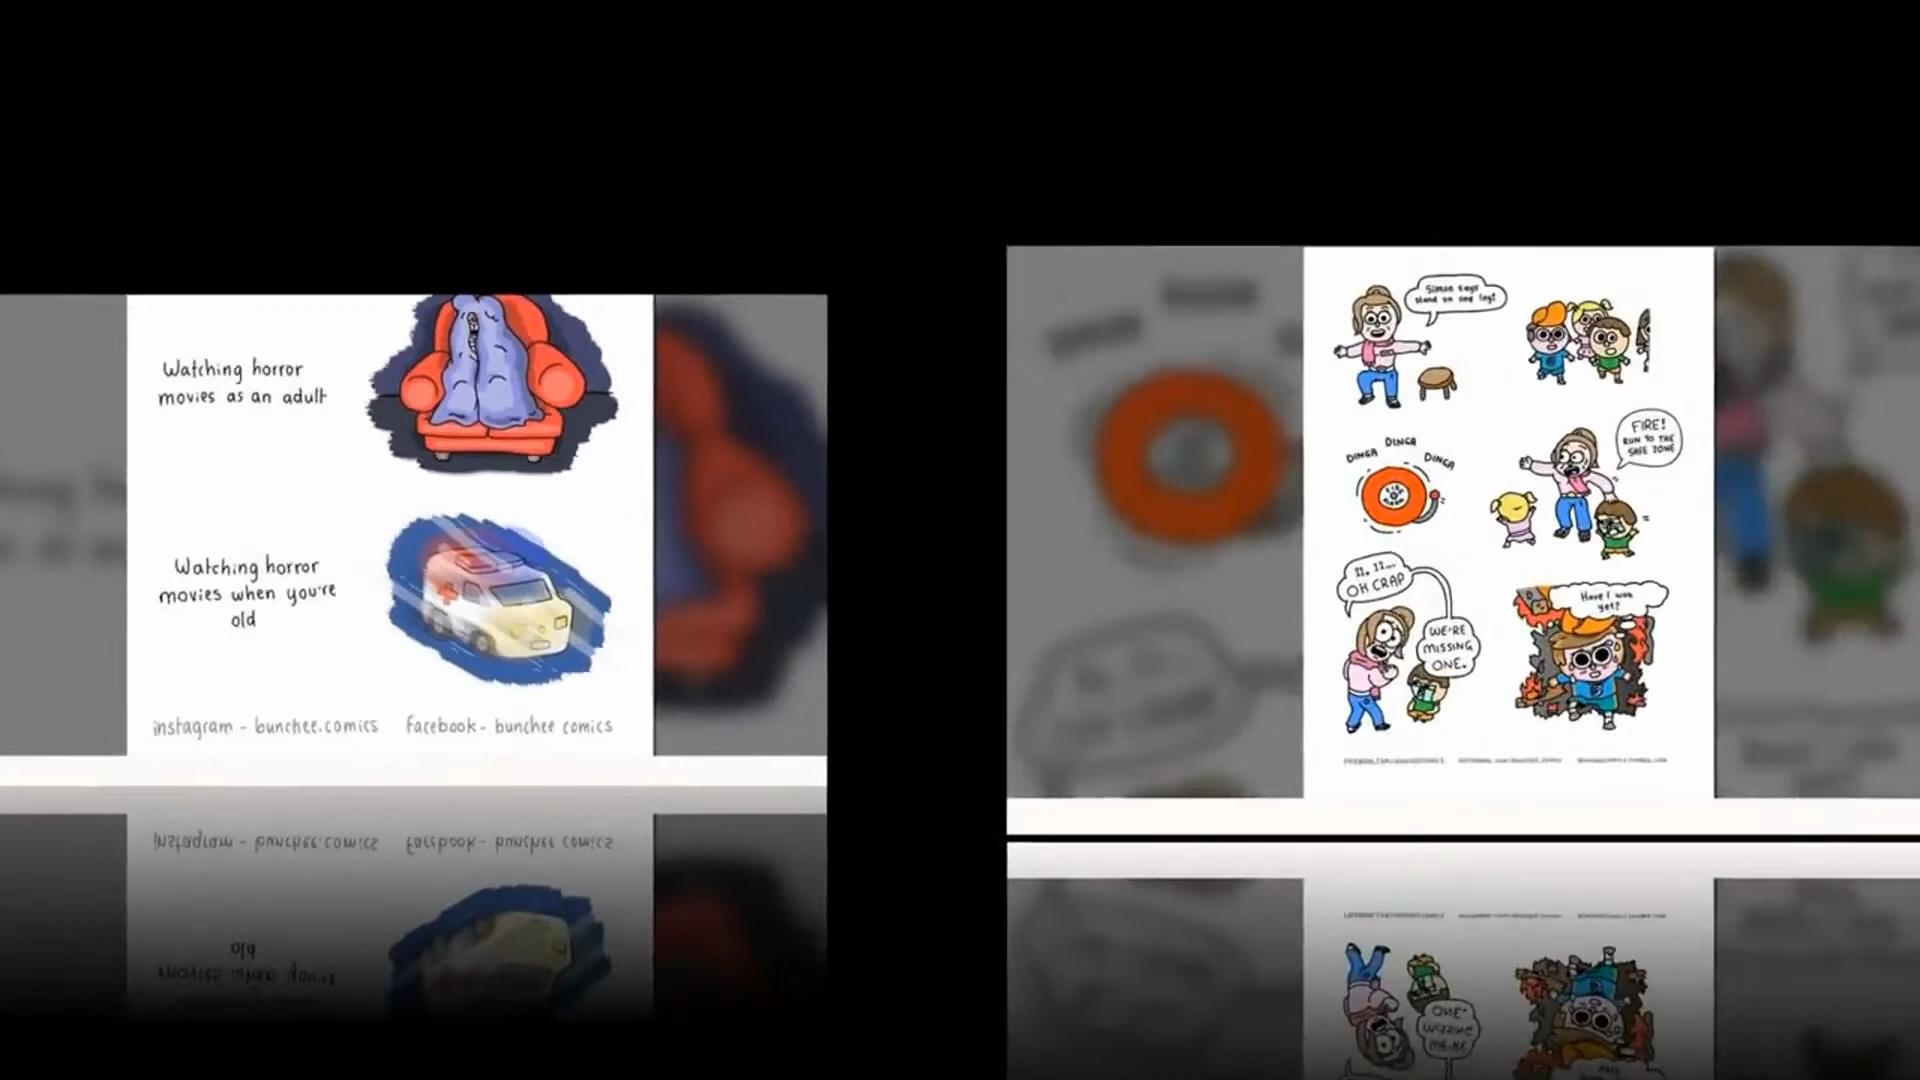 Watching horror
movies as an adult
Watching horror
movies when you're
old
instagram - bunchee.comics facebook - bunchee comics
Simon says
stand on one leg!
DINGA DINGA DINGA
FIRE!
RUN TO THE
SAFE ZONE
11, 12...
OH CRAP
WE'RE
MISSING
ONE.
Have I won
yet?